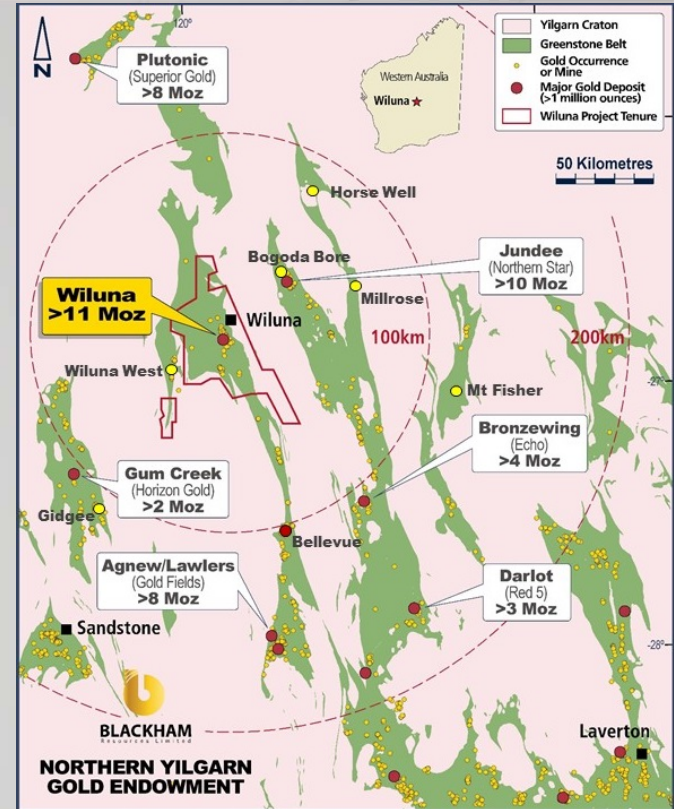 120°
N
Plutonic
(Superior Gold)
>8 Moz
Western Australia
Wiluna
Yilgarn Craton
Greenstone Belt
Gold Occurrence
or Mine
Major Gold Deposit
(>1 million ounces)
Wiluna Project Tenure
50 Kilometres
Horse Well
Bogoda Bore
Jundee
(Northern Star)
>10 Moz
Millrose
Wiluna
>11 Moz
Wiluna
100km
200km
Wiluna West
-27°
Mt Fisher
Bronzewing
(Echo)
>4 Moz
Gum Creek
(Horizon Gold)
>2 Moz
Gidgee
Bellevue
Agnew/Lawlers
(Gold Fields)
>8 Moz
Darlot
(Red 5)
>3 Moz
Sandstone
-28°
BLACKHAM
Resources Limited
Laverton
NORTHERN YILGARN
GOLD ENDOWMENT